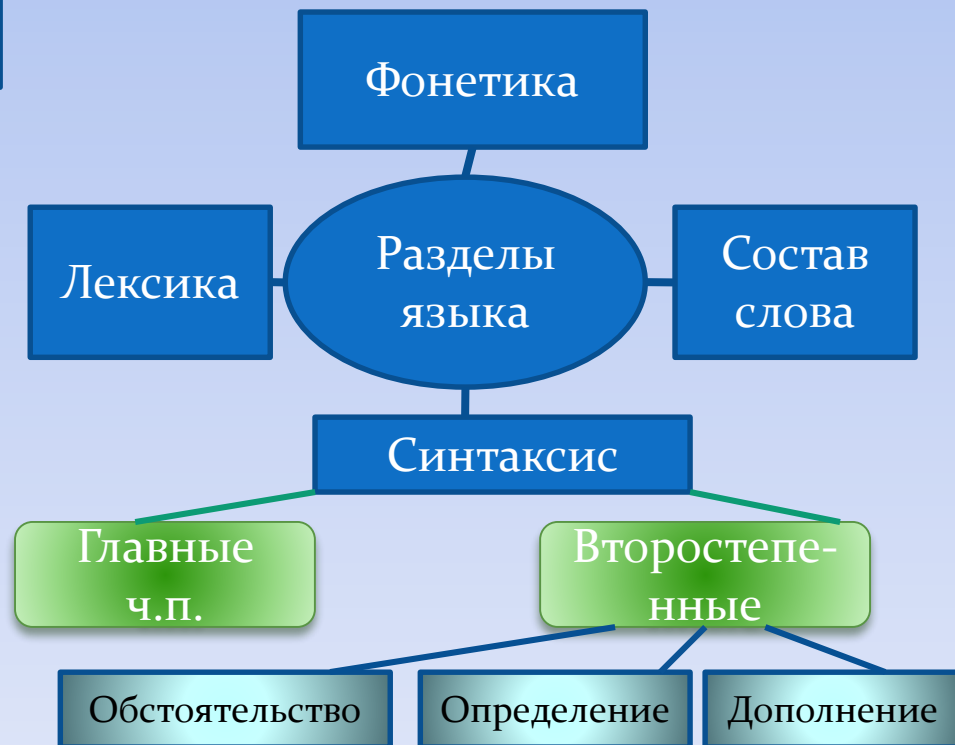 Фонетика
Лексика
Разделы
языка
Состав
слова
Синтаксис
Главные
ч.п.
Второстепе-
нные
Обстоятельство
Определение
Дополнение